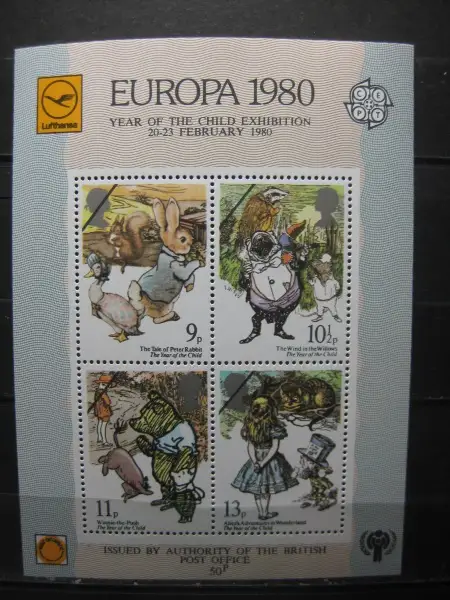 Lufthansa
EUROPA 1980
CEPT
YEAR OF THE CHILD EXHIBITION
20-23 FEBRUARY 1980
9p
The Tale of Peter Rabbit
The Year of the Child
10½p
The Wind in the Willows
The Year of the Child
11p
Winnie-the-Pooh
The Year of the Child
13p
Alice's Adventures in Wonderland
The Year of the Child
ISSUED BY AUTHORITY OF THE BRITISH
POST OFFICE
50P